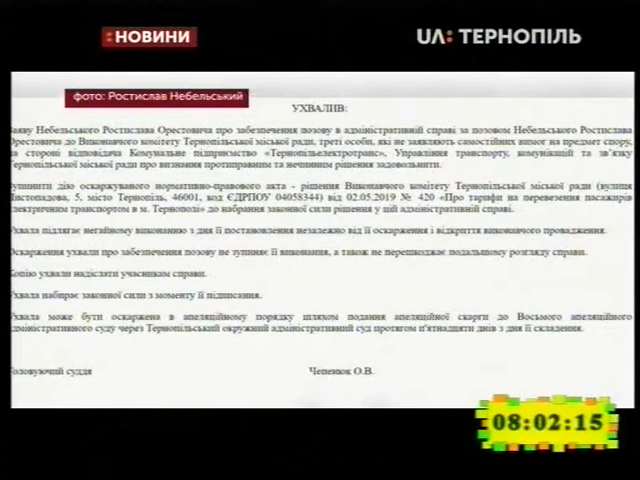 :НОВИНИ
UA: ТЕРНОПІЛЬ
фото: Ростислав Небельський
УХВАЛИВ:
заяву Небельського Ростислава Орестовича про забезпечення позову в адміністративній справі за позовом Небельського Ростислава
Орестовича до Виконавчого комітету Тернопільської міської ради, треті особи, які не заявляють самостійних вимог на предмет спору,
на стороні відповідача Комунальне підприємство «Тернопільелектротранс», Управління транспорту, комунікацій та зв'язку
Тернопільської міської ради про визнання протиправним та нечинним рішення задовольнити.
Зупинити дію оскаржуваного нормативно-правового акта - рішення Виконавчого комітету Тернопільської міської ради (вулиця
Листопадова, 5, місто Тернопіль, 46001, код ЄДРПОУ 04058344) від 02.05.2019 № 420 «Про тарифи на перевезення пасажирів
електричним транспортом в м. Тернополі» до набрання законної сили рішення у цій адміністративній справі.
Ухвала підлягає негайному виконанню з дня її постановлення незалежно від її оскарження і відкриття виконавчого провадження.
Оскарження ухвали про забезпечення позову не зупиняє її виконання, а також не перешкоджає подальшому розгляду справи.
Копію ухвали надіслати учасникам справи.
Ухвала набирає законної сили з моменту її підписання.
Ухвала може бути оскаржена в апеляційному порядку шляхом подання апеляційної скарги до Восьмого апеляційного
адміністративного суду через Тернопільський окружний адміністративний суд протягом п'ятнадцяти днів з дня її складення.
Головуючий суддя Чепенюк О.В.
08:02:15